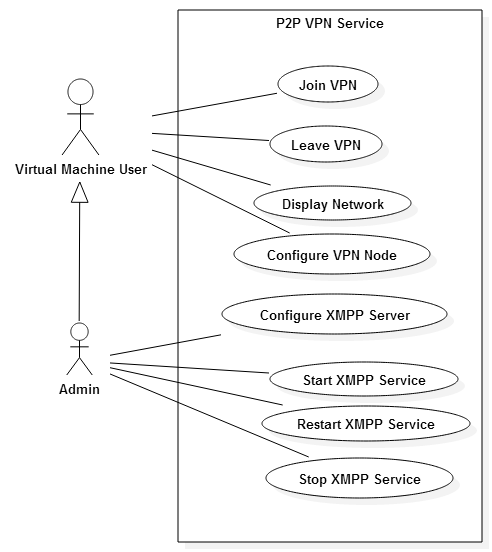 P2P VPN Service
Join VPN
Leave VPN
Virtual Machine User
Display Network
Configure VPN Node
Configure XMPP Server
Admin
Start XMPP Service
Restart XMPP Service
Stop XMPP Service